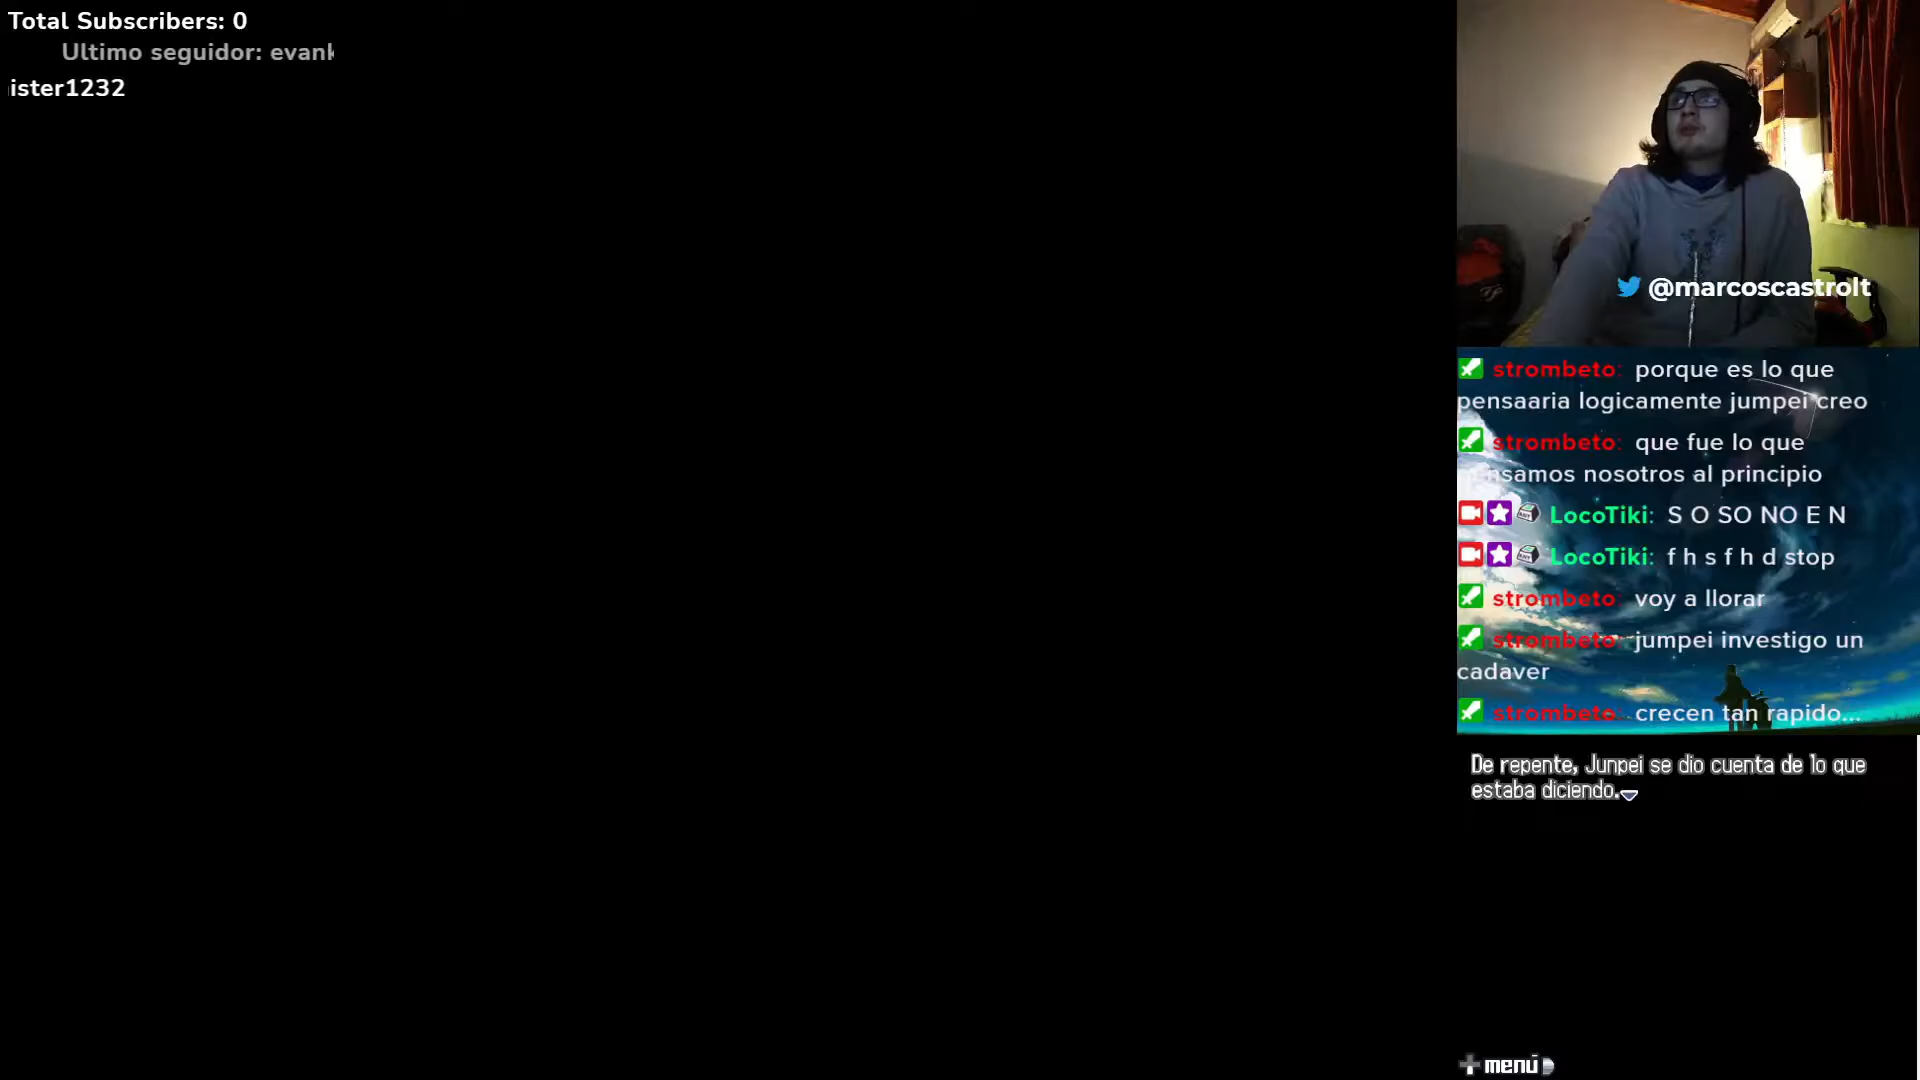 Total Subscribers: 0
Ultimo seguidor: evank
ister1232
@marcoscastrolt
strombeto: porque es lo que
pensaaria logicamente jumpei creo
strombeto: que fue lo que
nsamos nosotros al principio
LocoTiki: S O SO NO E N
LocoTiki: f h s f h d stop
strombeto: voy a llorar
strombeto: jumpei investigo un
cadaver
strombeto: crecen tan rapido...
De repente, Junpei se dio cuenta de lo que
estaba diciendo.
menú